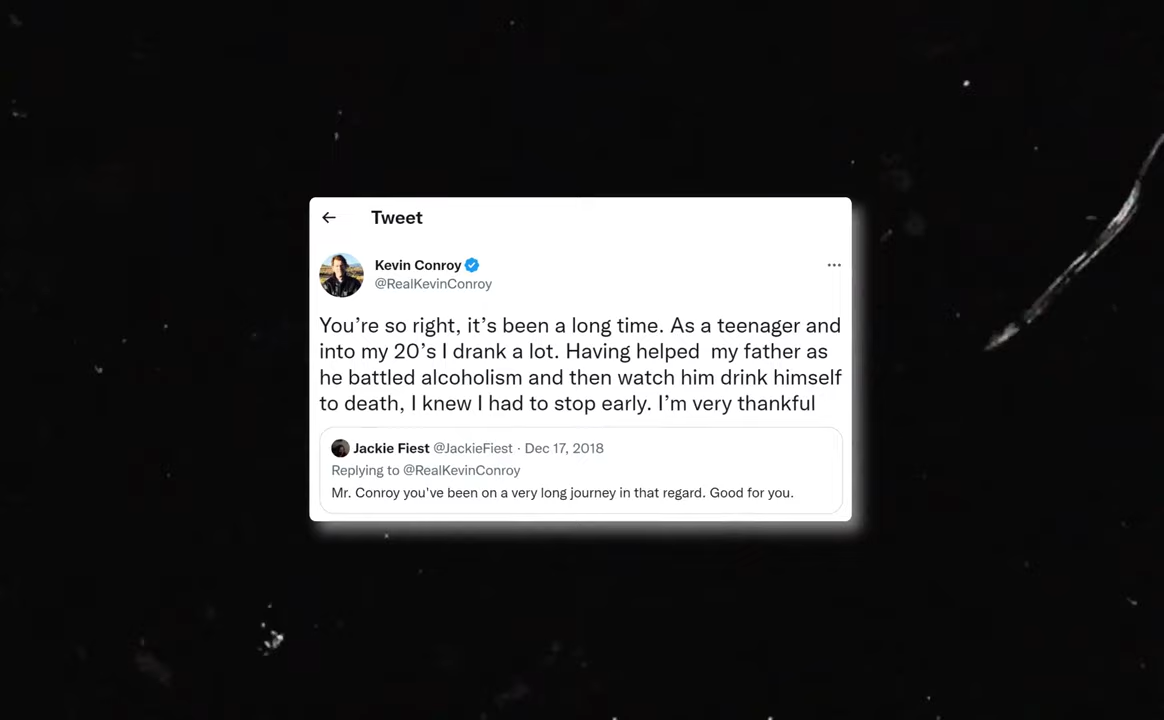 Tweet
Kevin Conroy
@RealKevinConroy
You’re so right, it’s been a long time. As a teenager and
into my 20’s I drank a lot. Having helped  my father as
he battled alcoholism and then watch him drink himself
to death, I knew I had to stop early. I’m very thankful
Jackie Fiest @JackieFiest · Dec 17, 2018
Replying to @RealKevinConroy
Mr. Conroy you've been on a very long journey in that regard. Good for you.